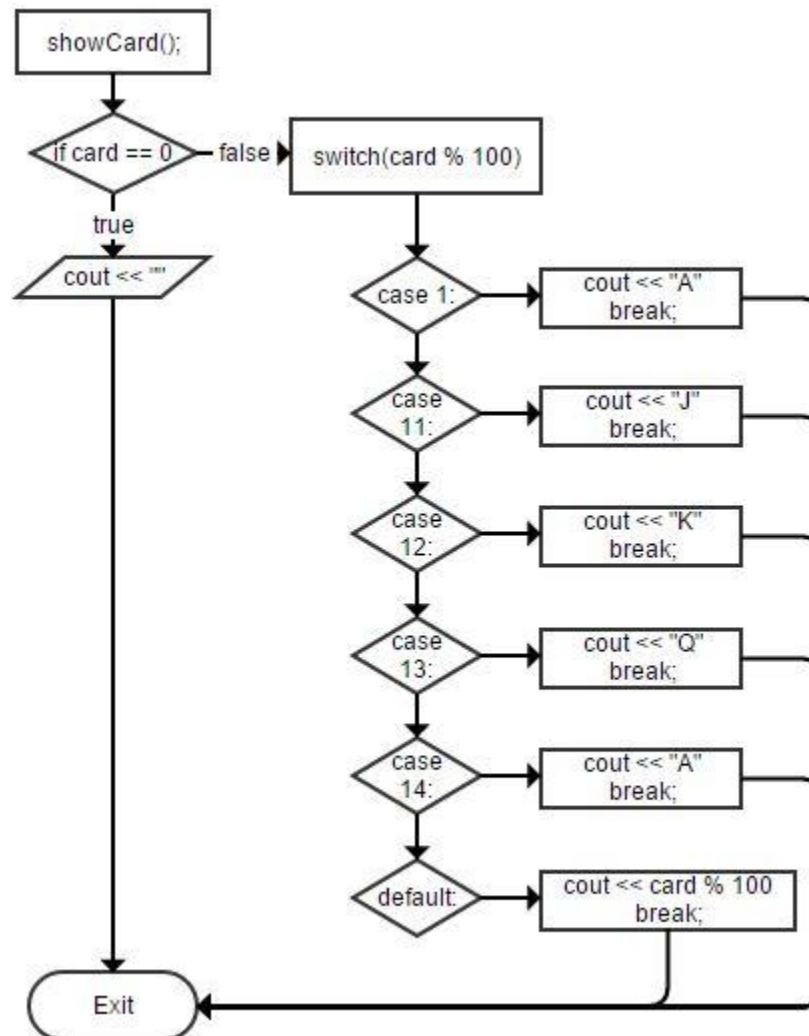 showCard();
if card == 0
false
switch(card % 100)
true
cout << ""
case 1:
cout << "A"
break;
case
11:
cout << "J"
break;
case
12:
cout << "K"
break;
case
13:
cout << "Q"
break;
case
14:
cout << "A"
break;
default:
cout << card % 100
break;
Exit